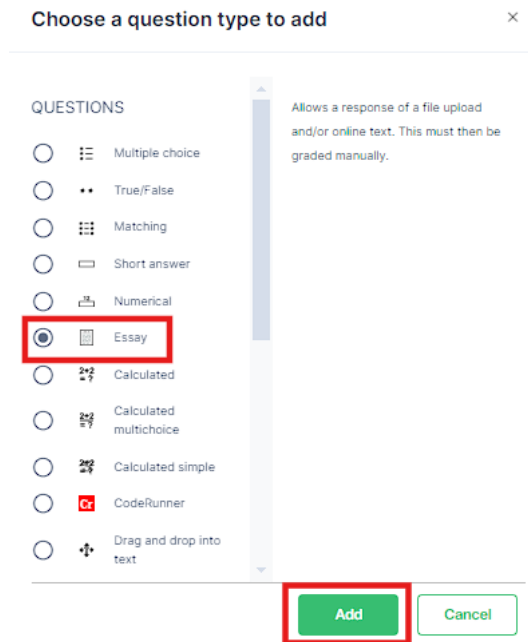 Choose a question type to add
×
QUESTIONS
Multiple choice
True/False
Matching
Short answer
Numerical
Essay
Calculated
Calculated
multichoice
Calculated simple
CodeRunner
Drag and drop into
text
Allows a response of a file upload
and/or online text. This must then be
graded manually.
Add
Cancel